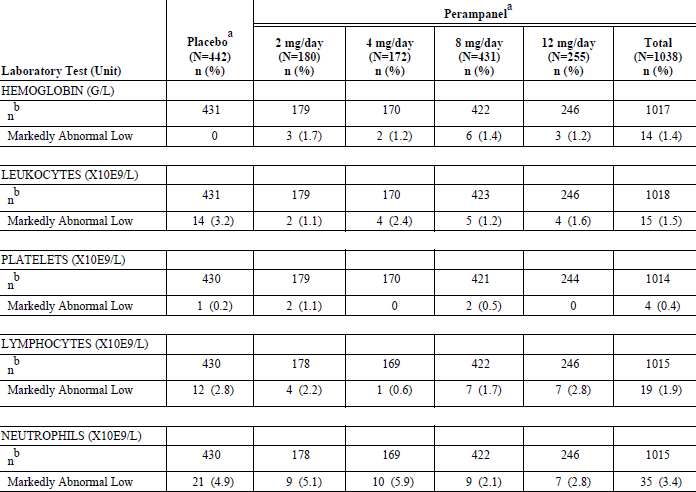 Perampanel a
Laboratory Test (Unit) Placebo a (N=442) n (%) 2 mg/day (N=180) n (%) 4 mg/day (N=172) n (%) 8 mg/day (N=431) n (%) 12 mg/day (N=255) n (%) Total (N=1038) n (%)
HEMOGLOBIN (G/L)
n b 431 179 170 422 246 1017
Markedly Abnormal Low 0 3 (1.7) 2 (1.2) 6 (1.4) 3 (1.2) 14 (1.4)
LEUKOCYTES (X10E9/L)
n b 431 179 170 423 246 1018
Markedly Abnormal Low 14 (3.2) 2 (1.1) 4 (2.4) 5 (1.2) 4 (1.6) 15 (1.5)
PLATELETS (X10E9/L)
n b 430 179 170 421 244 1014
Markedly Abnormal Low 1 (0.2) 2 (1.1) 0 2 (0.5) 0 4 (0.4)
LYMPHOCYTES (X10E9/L)
n b 430 178 169 422 246 1015
Markedly Abnormal Low 12 (2.8) 4 (2.2) 1 (0.6) 7 (1.7) 7 (2.8) 19 (1.9)
NEUTROPHILS (X10E9/L)
n b 430 178 169 422 246 1015
Markedly Abnormal Low 21 (4.9) 9 (5.1) 10 (5.9) 9 (2.1) 7 (2.8) 35 (3.4)